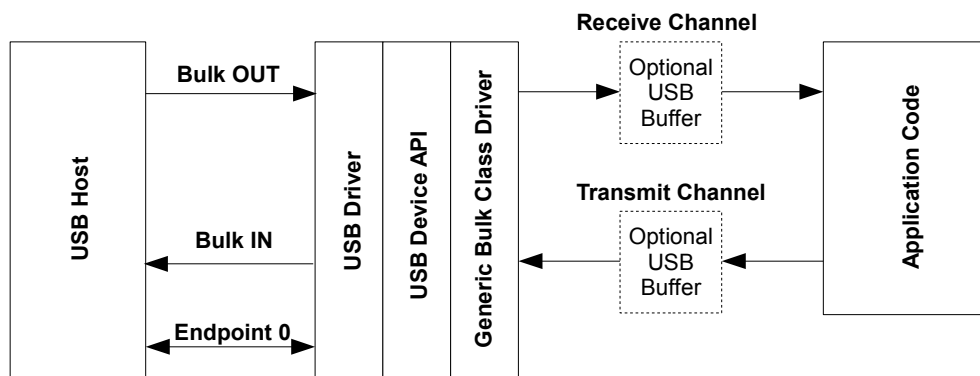 Receive Channel
Bulk OUT
Optional
USB
Buffer
USB Host
USB Driver
USB Device API
Generic Bulk Class Driver
Application Code
Transmit Channel
Bulk IN
Optional
USB
Buffer
Endpoint 0